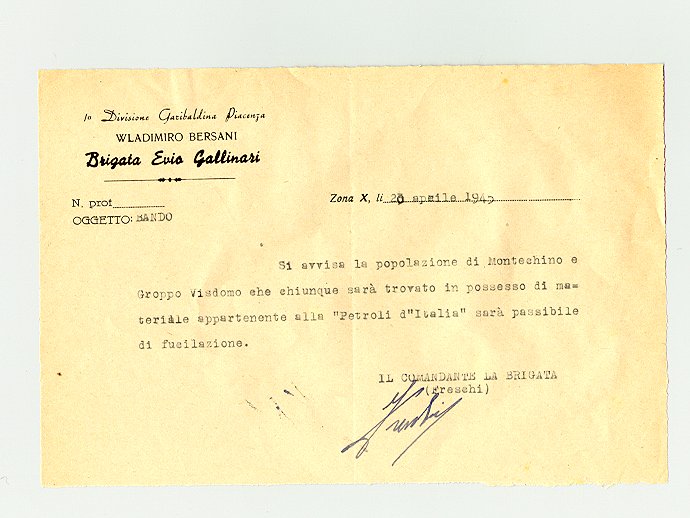 1a Divisione Garibaldina Piacenza
WLADIMIRO BERSANI
Brigata Evio Gallinari
N. prot.
Zona X, li aprile 1945
OGGETTO: BANDO
Si avvisa la popolazione di Montechino e
Groppo Visdomo che chiunque sarà trovato in possesso di ma=
teriale appartenente alla "Petroli d"Italia" sarà passibile
di fucilazione.
IL COMANDANTE LA BRIGATA
(Freschi)